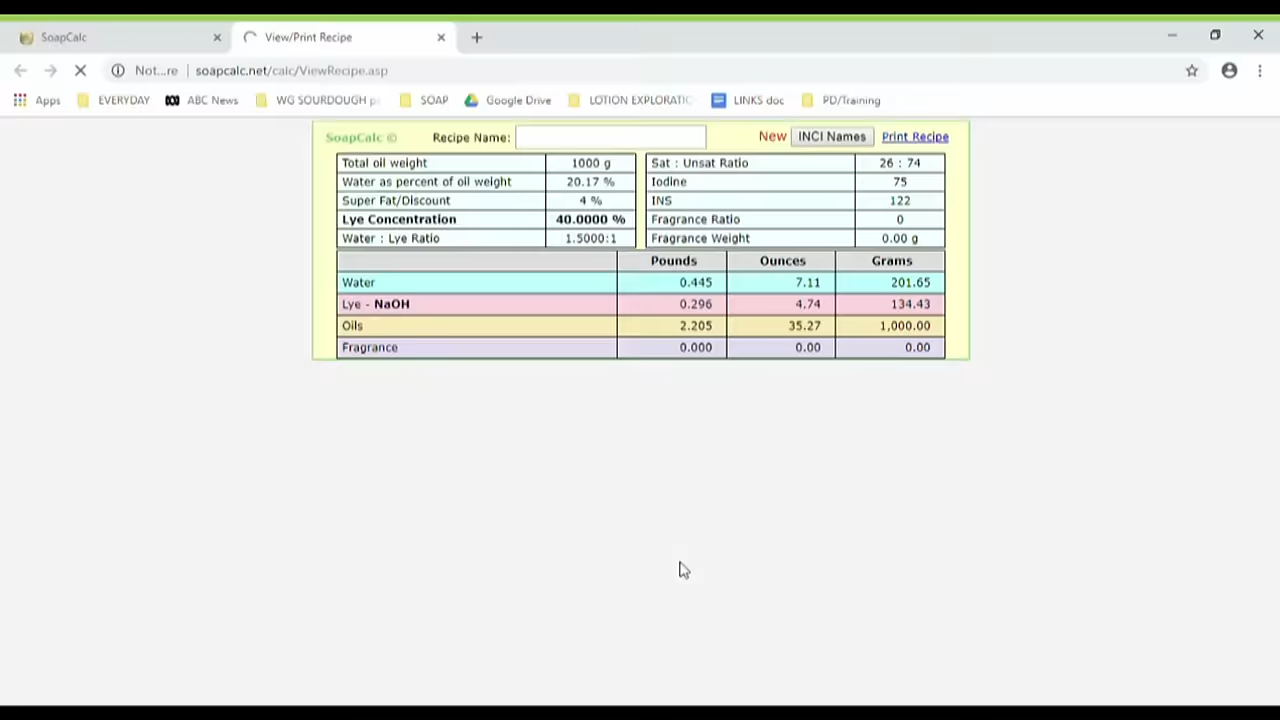 SoapCalc
View/Print Recipe
Not...re | soapcalc.net/calc/ViewRecipe.asp
Apps EVERYDAY ABC News WG SOURDOUGH SOAP Google Drive LOTION LINKS doc PD/Training
SoapCalc © Recipe Name: New INCI Names Print Recipe
Total oil weight 1000 g Sat : Unsat Ratio 26 : 74
Water as percent of oil weight 20.17 % Iodine 75
Super Fat/Discount 4 % INS 122
Lye Concentration 40.0000 % Fragrance Ratio 0
Water : Lye Ratio 1.5000:1 Fragrance Weight 0.00 g
Pounds Ounces Grams
Water 0.445 7.11 201.65
Lye - NaOH 0.296 4.74 134.43
Oils 2.205 35.27 1,000.00
Fragrance 0.000 0.00 0.00